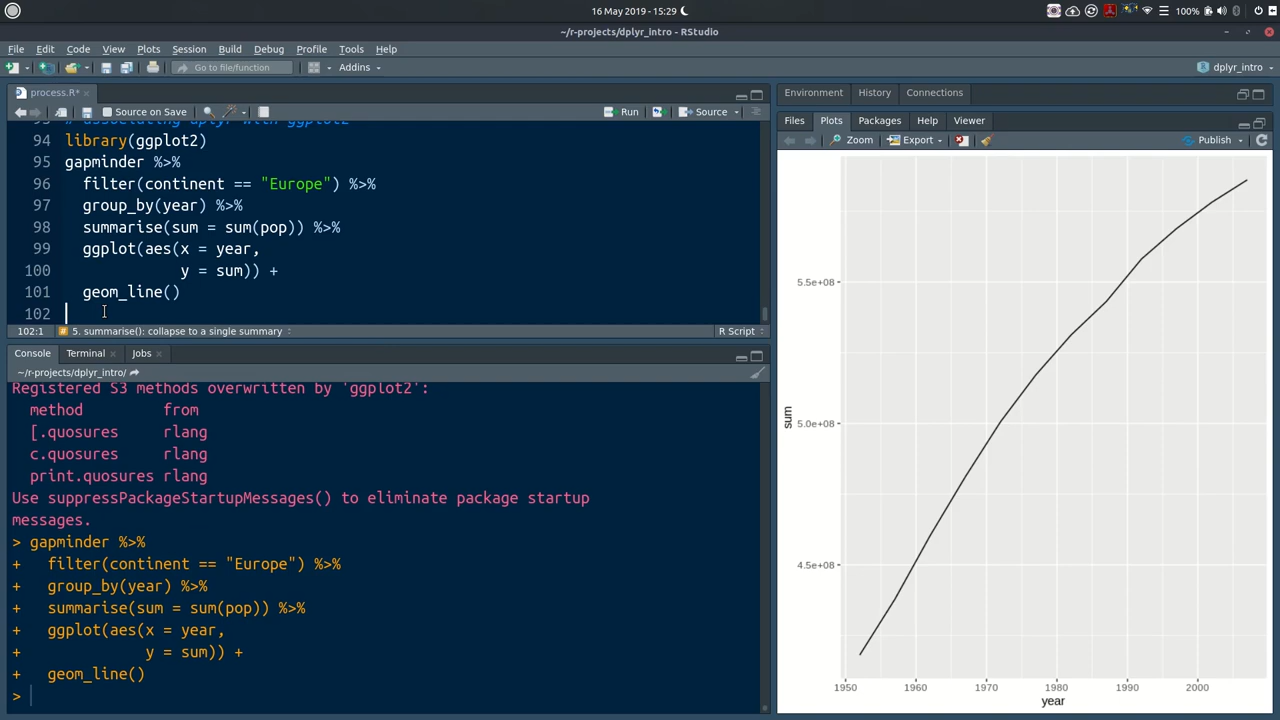 16 May 2019 - 15:29
100%
~/r-projects/dplyr_intro - RStudio
File Edit Code View Plots Session Build Debug Profile Tools Help
Go to file/function Addins dplyr_intro
process.R*
Source on Save Run Source
93 # associating dplyr with ggplot2
94 library(ggplot2)
95 gapminder %>%
96 filter(continent == "Europe") %>%
97 group_by(year) %>%
98 summarise(sum = sum(pop)) %>%
99 ggplot(aes(x = year,
100 y = sum)) +
101 geom_line()
102
102:1 # 5. summarise(): collapse to a single summary R Script
Console Terminal Jobs
~/r-projects/dplyr_intro/
Registered S3 methods overwritten by 'ggplot2':
method from
[.quosures rlang
c.quosures rlang
print.quosures rlang
Use suppressPackageStartupMessages() to eliminate package startup
messages.
> gapminder %>%
+ filter(continent == "Europe") %>%
+ group_by(year) %>%
+ summarise(sum = sum(pop)) %>%
+ ggplot(aes(x = year,
+ y = sum)) +
+ geom_line()
>
Environment History Connections
Files Plots Packages Help Viewer
Zoom Export Publish
5.5e+08
5.0e+08
4.5e+08
sum
1950 1960 1970 1980 1990 2000
year